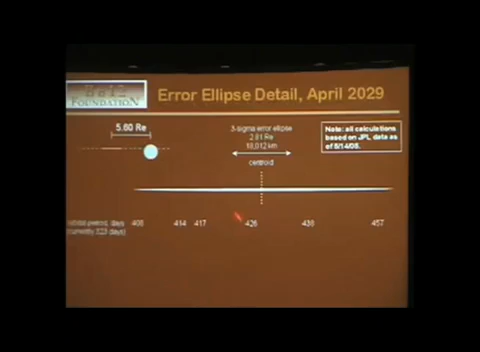 B612
FOUNDATION
Error Ellipse Detail, April 2029
5.60 Re
3-sigma error ellipse
2.81 Re
18,012 km
centroid
Note: all calculations
based on JPL data as
of 5/14/05.
orbital period, days 408 414 417 426 438 457
(currently 323 days)